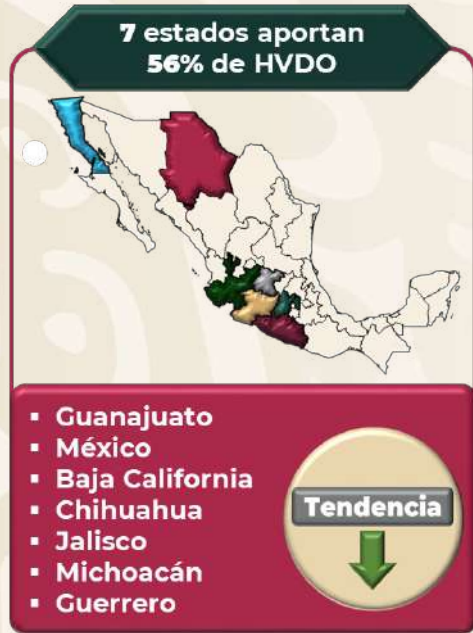 7 estados aportan
56% de HVDO
▪ Guanajuato
▪ México
▪ Baja California
▪ Chihuahua
▪ Jalisco
▪ Michoacán
▪ Guerrero
Tendencia